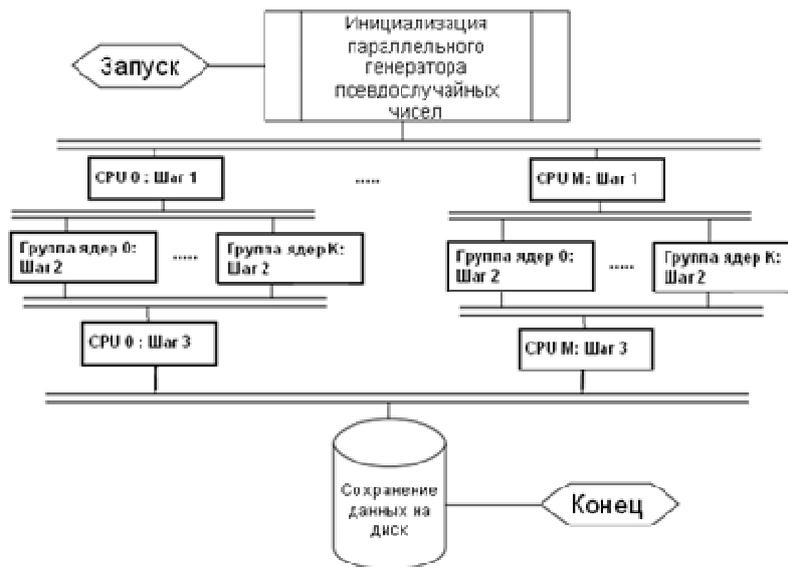 Запуск
Инициализация
параллельного
генератора
псевдослучайных
чисел
CPU 0 : Шаг 1
.....
CPU M: Шаг 1
Группа ядер 0:
Шаг 2
.....
Группа ядер K:
Шаг 2
Группа ядер 0:
Шаг 2
.....
Группа ядер K:
Шаг 2
CPU 0 : Шаг 3
CPU M: Шаг 3
Сохранение
данных на
диск
Конец